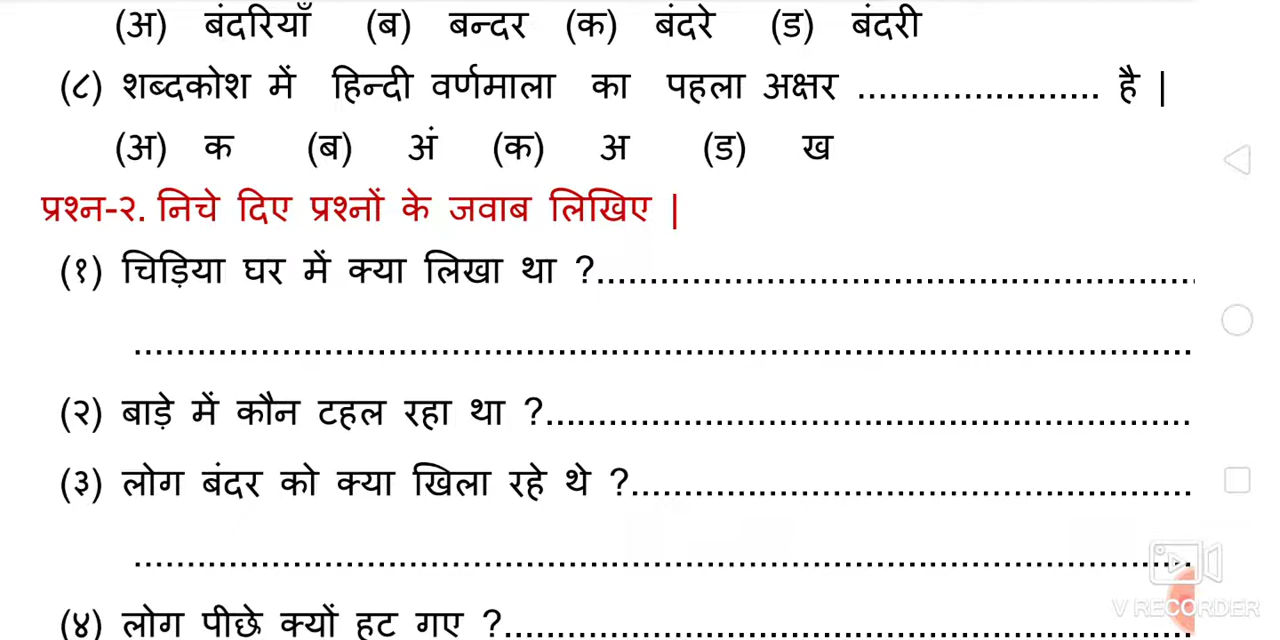 (अ) बंदरियाँ (ब) बन्दर (क) बंदरे (ड) बंदरी
(८) शब्दकोश में हिन्दी वर्णमाला का पहला अक्षर ....................... है |
(अ) क (ब) अं (क) अ (ड) ख
प्रश्न-२. निचे दिए प्रश्नों के जवाब लिखिए |
(१) चिड़िया घर में क्या लिखा था ?.........................................................
....................................................................................................
(२) बाड़े में कौन टहल रहा था ?.............................................................
(३) लोग बंदर को क्या खिला रहे थे ?.....................................................
....................................................................................................
(४) लोग पीछे क्यों हट गए ?.................................................................
V RECORDER